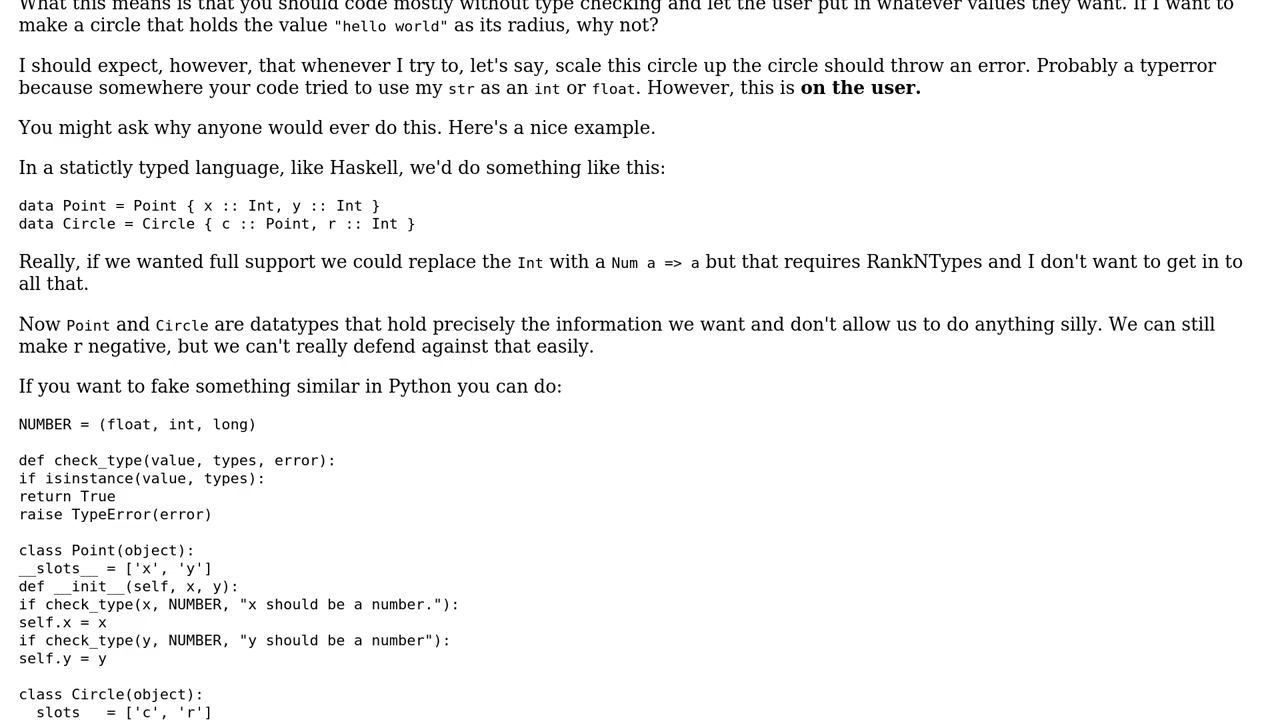 What this means is that you should code mostly without type checking and let the user put in whatever values they want. If I want to
make a circle that holds the value "hello world" as its radius, why not?
I should expect, however, that whenever I try to, let's say, scale this circle up the circle should throw an error. Probably a typerror
because somewhere your code tried to use my str as an int or float. However, this is on the user.
You might ask why anyone would ever do this. Here's a nice example.
In a statictly typed language, like Haskell, we'd do something like this:
data Point = Point { x :: Int, y :: Int }
data Circle = Circle { c :: Point, r :: Int }
Really, if we wanted full support we could replace the Int with a Num a => a but that requires RankNTypes and I don't want to get in to
all that.
Now Point and Circle are datatypes that hold precisely the information we want and don't allow us to do anything silly. We can still
make r negative, but we can't really defend against that easily.
If you want to fake something similar in Python you can do:
NUMBER = (float, int, long)
def check_type(value, types, error):
if isinstance(value, types):
return True
raise TypeError(error)
class Point(object):
__slots__ = ['x', 'y']
def __init__(self, x, y):
if check_type(x, NUMBER, "x should be a number."):
self.x = x
if check_type(y, NUMBER, "y should be a number"):
self.y = y
class Circle(object):
slots = ['c', 'r']